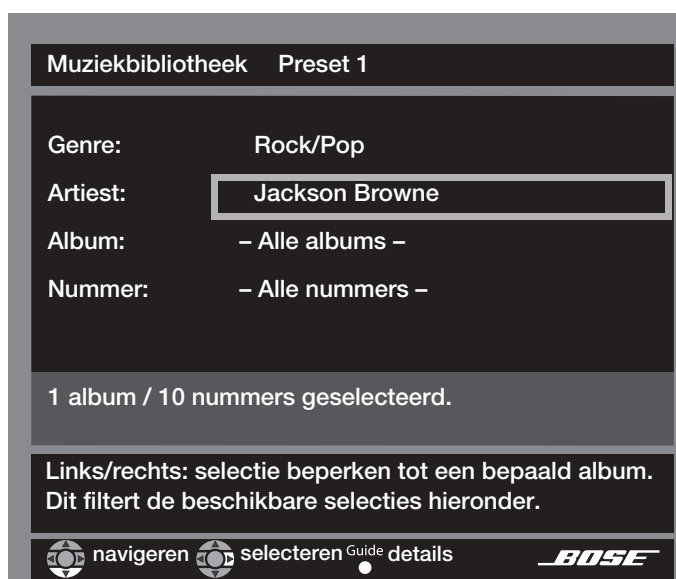 Muziekbibliotheek Preset 1
Genre: Rock/Pop
Artiest: Jackson Browne
Album: – Alle albums –
Nummer: – Alle nummers –
1 album / 10 nummers geselecteerd.
Links/rechts: selectie beperken tot een bepaald album.
Dit filtert de beschikbare selecties hieronder.
navigeren selecteren Guide details BOSE